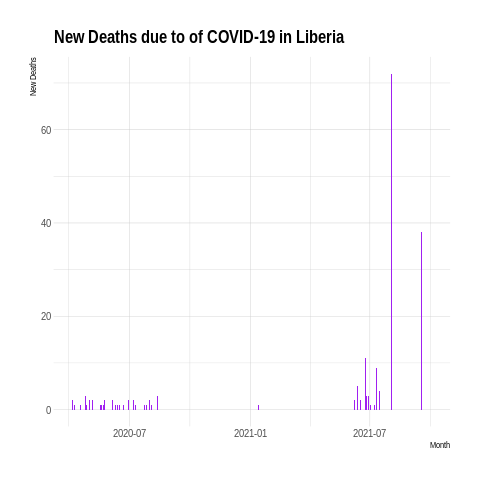 New Deaths due to of COVID-19 in Liberia
New Deaths
60
40
20
0
2020-07
2021-01
2021-07
Month